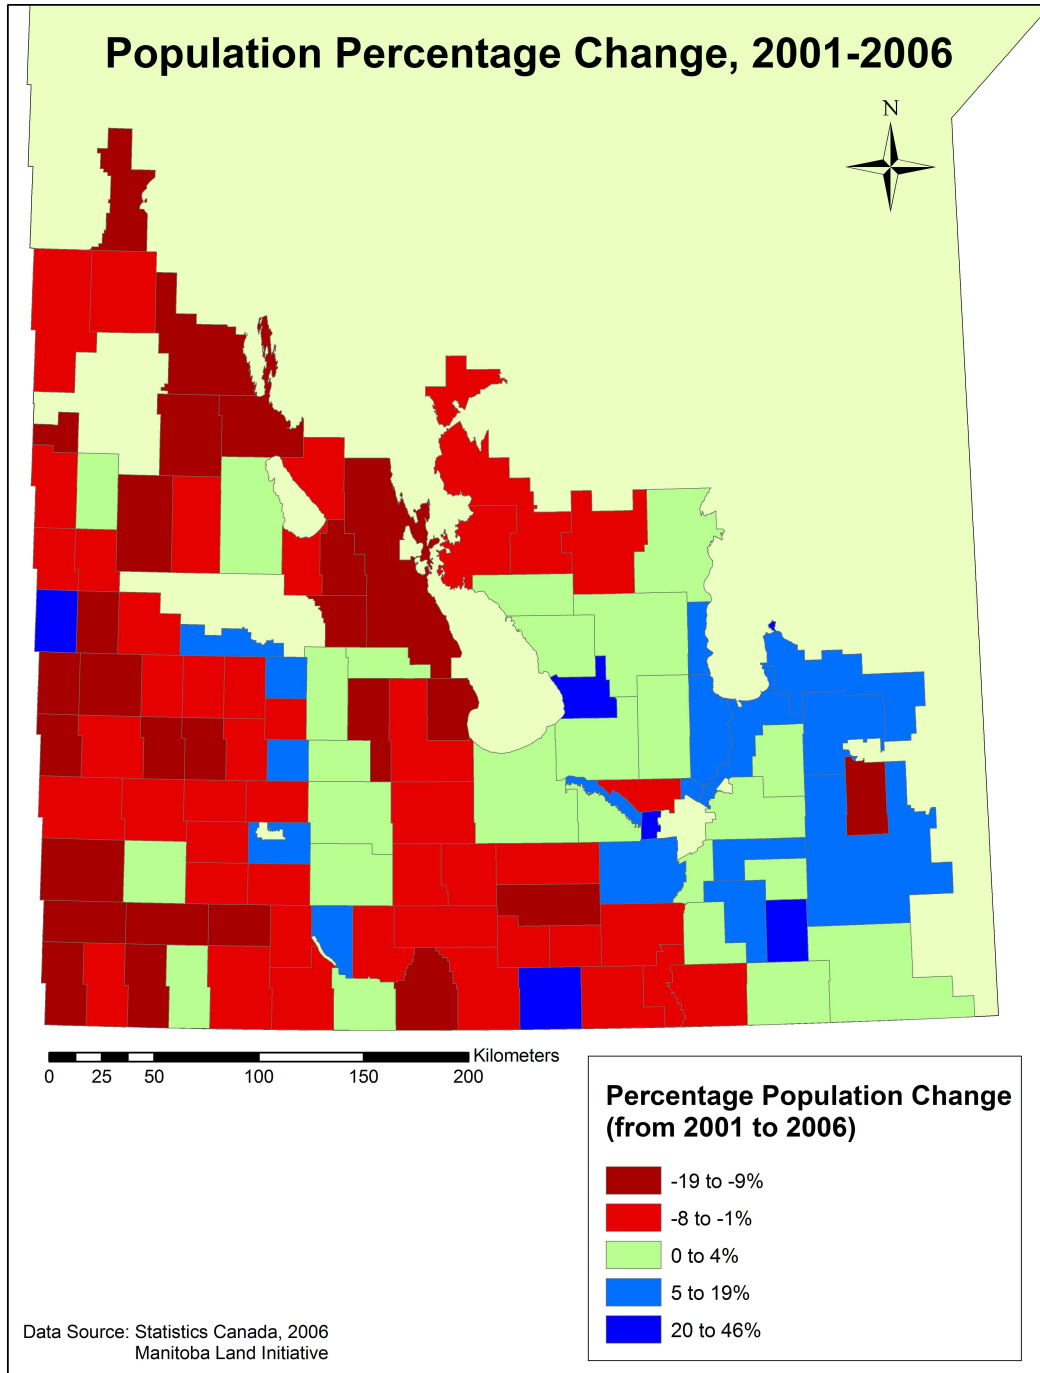 Population Percentage Change, 2001-2006
N
Kilometers
0 25 50 100 150 200
Percentage Population Change
(from 2001 to 2006)
-19 to -9%
-8 to -1%
0 to 4%
5 to 19%
20 to 46%
Data Source: Statistics Canada, 2006
Manitoba Land Initiative